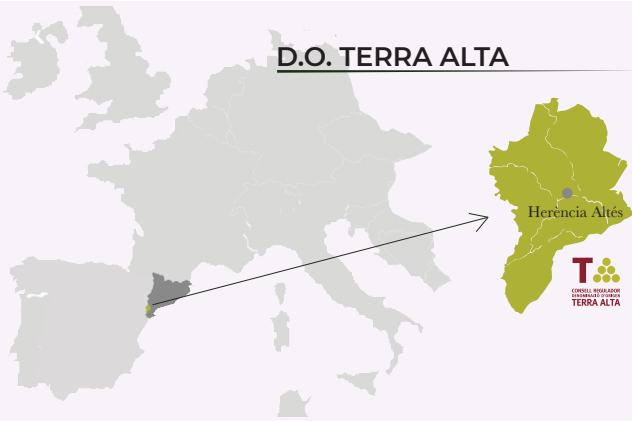 D.O. TERRA ALTA
Herència Altés
T
CONSELL REGULADOR
DENOMINACIÓ D'ORIGEN
TERRA ALTA